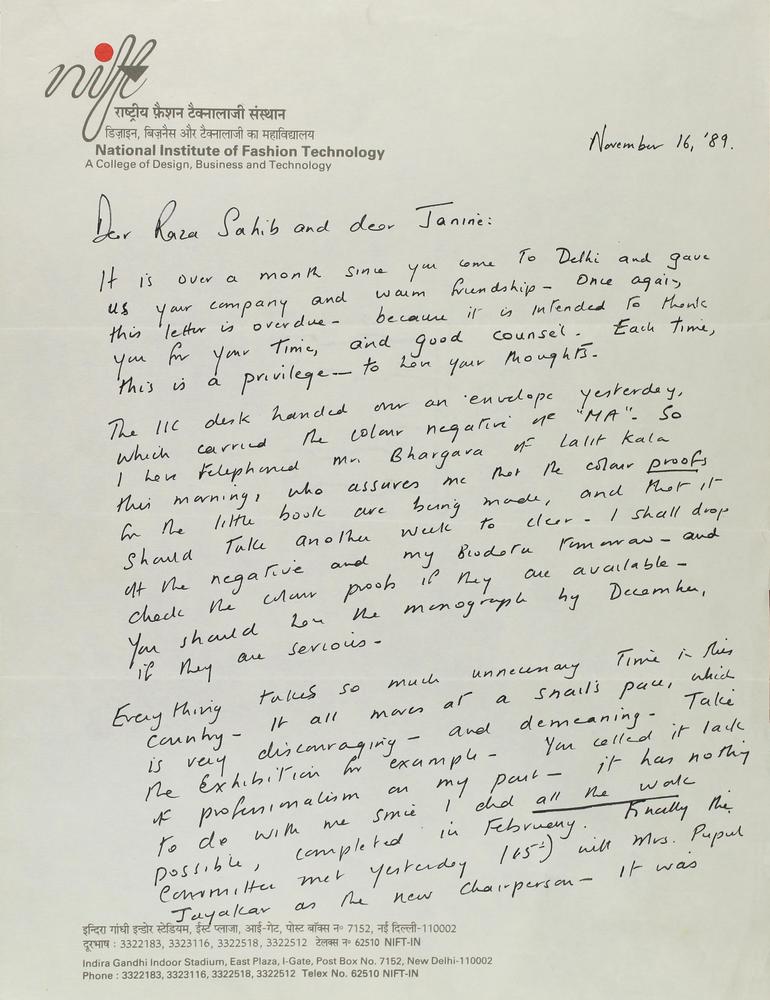 nift
राष्ट्रीय फ़ैशन टैक्नालाजी संस्थान
डिज़ाइन, बिज़नैस और टैक्नालाजी का महाविद्यालय
National Institute of Fashion Technology
A College of Design, Business and Technology
November 16, '89.
Dear Raza Sahib and dear Janine:
It is over a month since you came to Delhi and gave
us your company and warm friendship - Once again,
this letter is overdue - because it is intended to thank
you for your time, and good counsel. Each time,
this is a privilege - to have your thoughts.
The IIC desk handed over an envelope yesterday,
which carried the colour negative of "MA". So
I have telephoned Mr. Bhargava of Lalit Kala
this morning, who assures me that the colour proofs
for the little book are being made, and that it
should take another week to clear - I shall drop
off the negative and my Biodata tomorrow - and
check the colour proofs if they are available -
You should have the monograph by December,
if they are serious -
Everything takes so much unnecessary time in this
country - It all moves at a snail's pace, which
is very discouraging - and demeaning - Take
the Exhibition for example - You called it lack
of professionalism on my part - it has nothing
to do with me since I did all the work
possible, completed in February. Finally the
Committee met yesterday (15th) with Mrs. Pupul
Jayakar as the new Chairperson - It was
इन्दिरा गांधी इन्डोर स्टेडियम, ईस्ट प्लाजा, आई-गेट, पोस्ट बॉक्स न० 7152, नई दिल्ली-110002
दूरभाष : 3322183, 3323116, 3322518, 3322512 टेलक्स न० 62510 NIFT-IN
Indira Gandhi Indoor Stadium, East Plaza, I-Gate, Post Box No. 7152, New Delhi-110002
Phone : 3322183, 3323116, 3322518, 3322512 Telex No. 62510 NIFT-IN